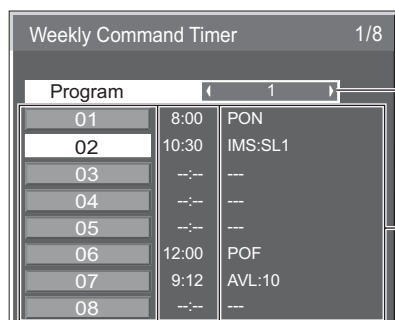 Weekly Command Timer 1/8
Program 1
01 8:00 PON
02 10:30 IMS:SL1
03 --:-- ---
04 --:-- ---
05 --:-- ---
06 12:00 POF
07 9:12 AVL:10
08 --:-- ---